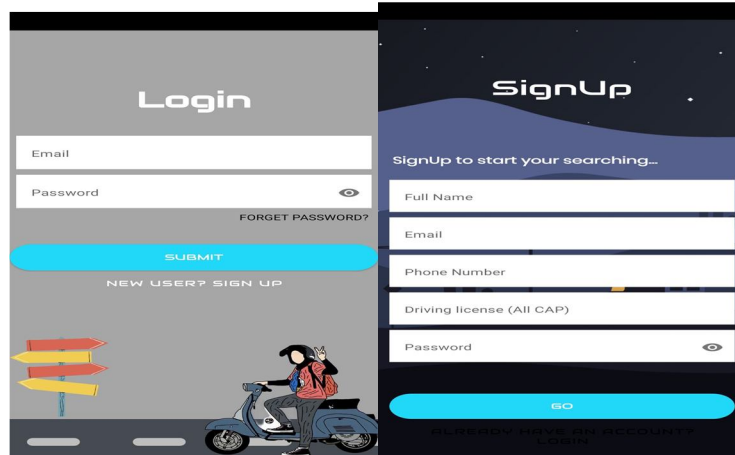 Login
Email
Password
FORGET PASSWORD?
SUBMIT
NEW USER? SIGN UP
SignUp
SignUp to start your searching...
Full Name
Email
Phone Number
Driving license (All CAP)
Password
GO
ALREADY HAVE AN ACCOUNT?
LOGIN